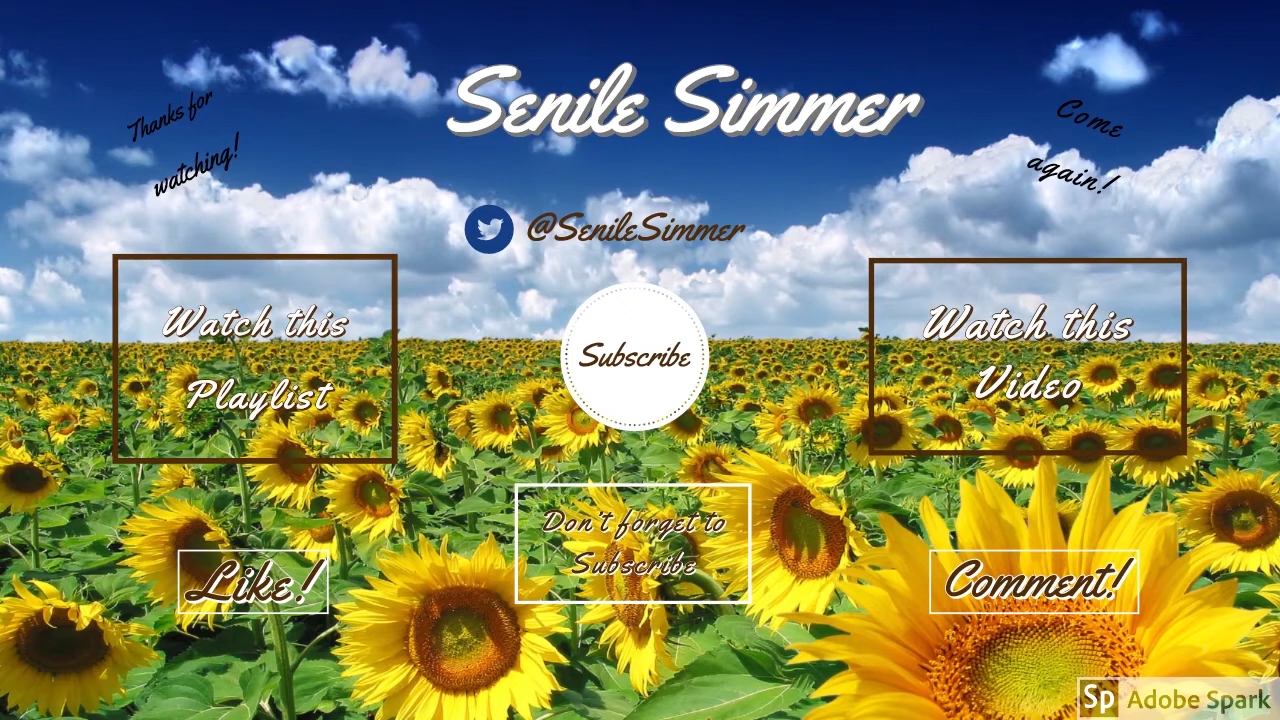 Senile Simmer
Thanks for
watching!
Come
again!
@SenileSimmer
Watch this
Playlist
Subscribe
Watch this
Video
Don't forget to
Subscribe
Like!
Comment!
Sp Adobe Spark